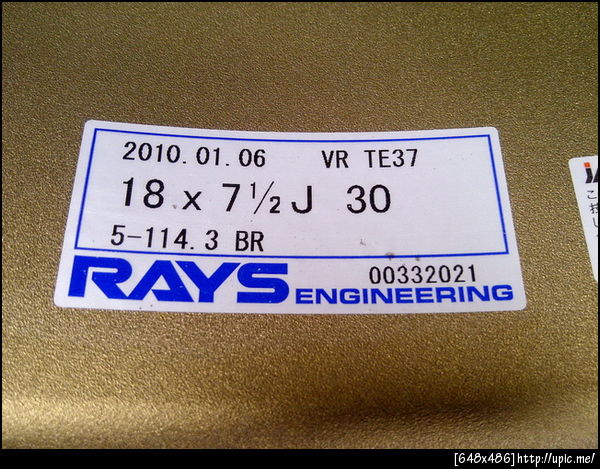 2010.01.06 VR TE37
18 x 7½J 30
5-114.3 BR
00332021
RAYS ENGINEERING
[648x486]http://upic.me/